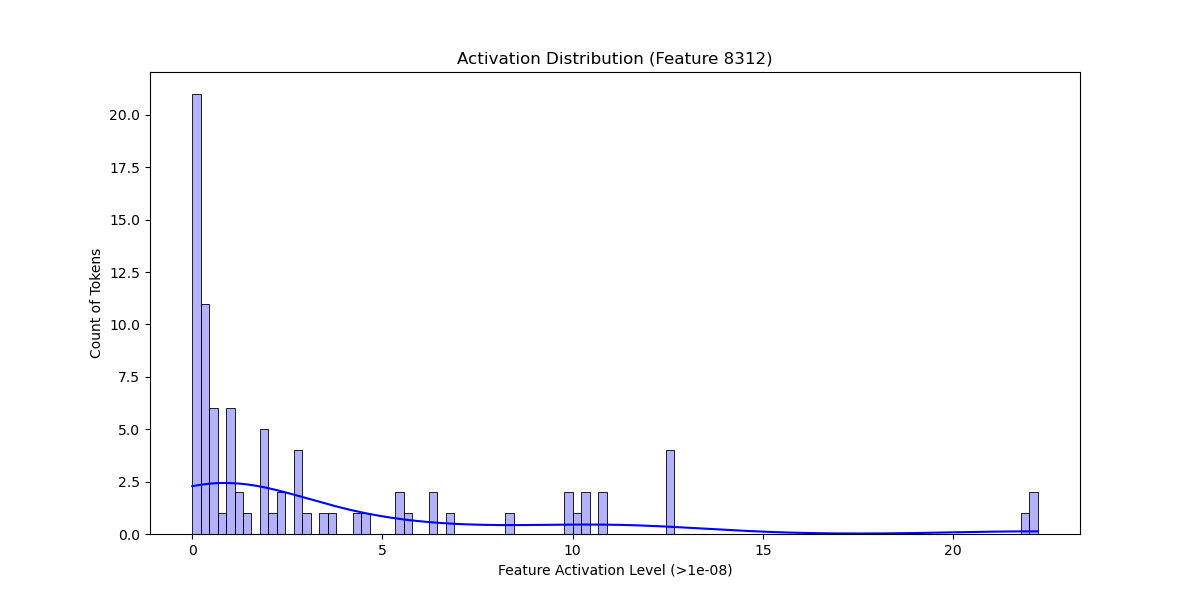 Activation Distribution (Feature 8312)
20.0
17.5
15.0
12.5
10.0
7.5
5.0
2.5
0.0
Count of Tokens
0 5 10 15 20
Feature Activation Level (>1e-08)